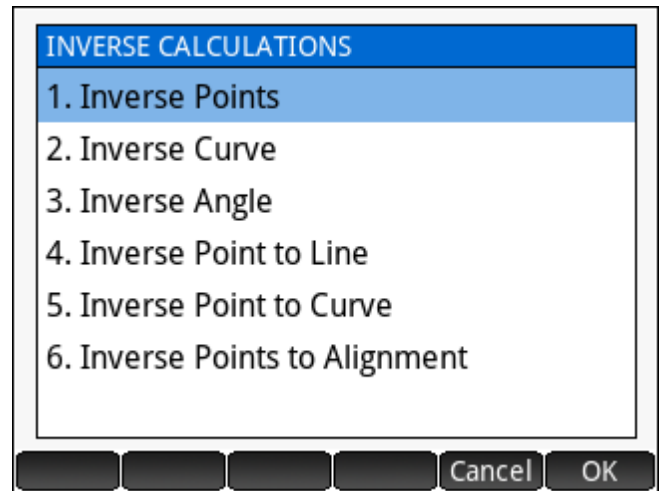 INVERSE CALCULATIONS
1. Inverse Points
2. Inverse Curve
3. Inverse Angle
4. Inverse Point to Line
5. Inverse Point to Curve
6. Inverse Points to Alignment
Cancel OK